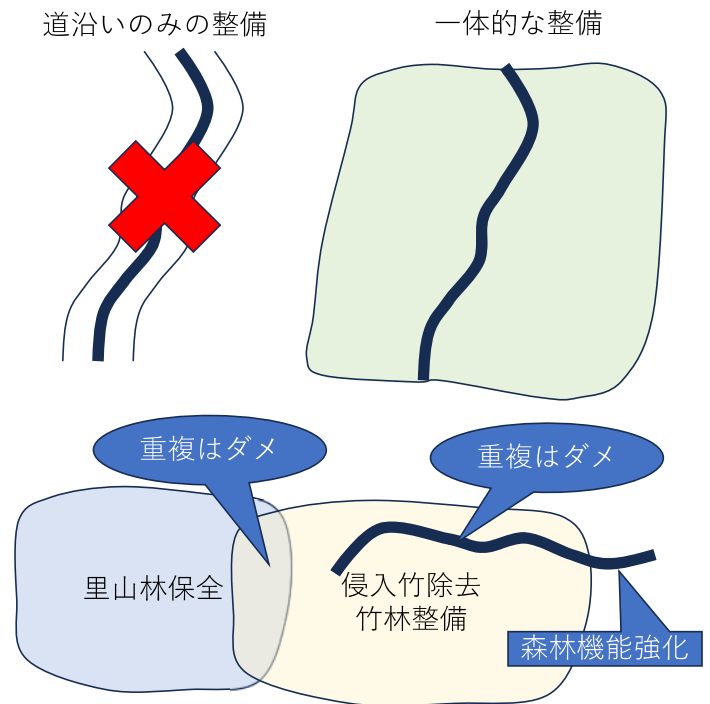 道沿いのみの整備
一体的な整備
重複はダメ
重複はダメ
里山林保全
侵入竹除去
竹林整備
森林機能強化